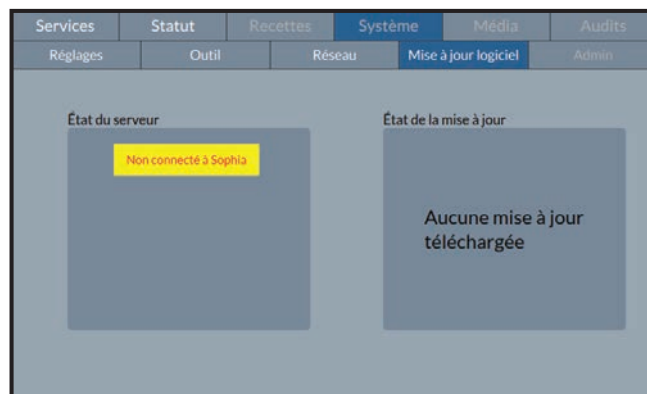 Services Statut Recettes Système Média Audits
Réglages Outil Réseau Mise à jour logiciel Admin
État du serveur État de la mise à jour
Non connecté à Sophia
Aucune mise à jour
téléchargée